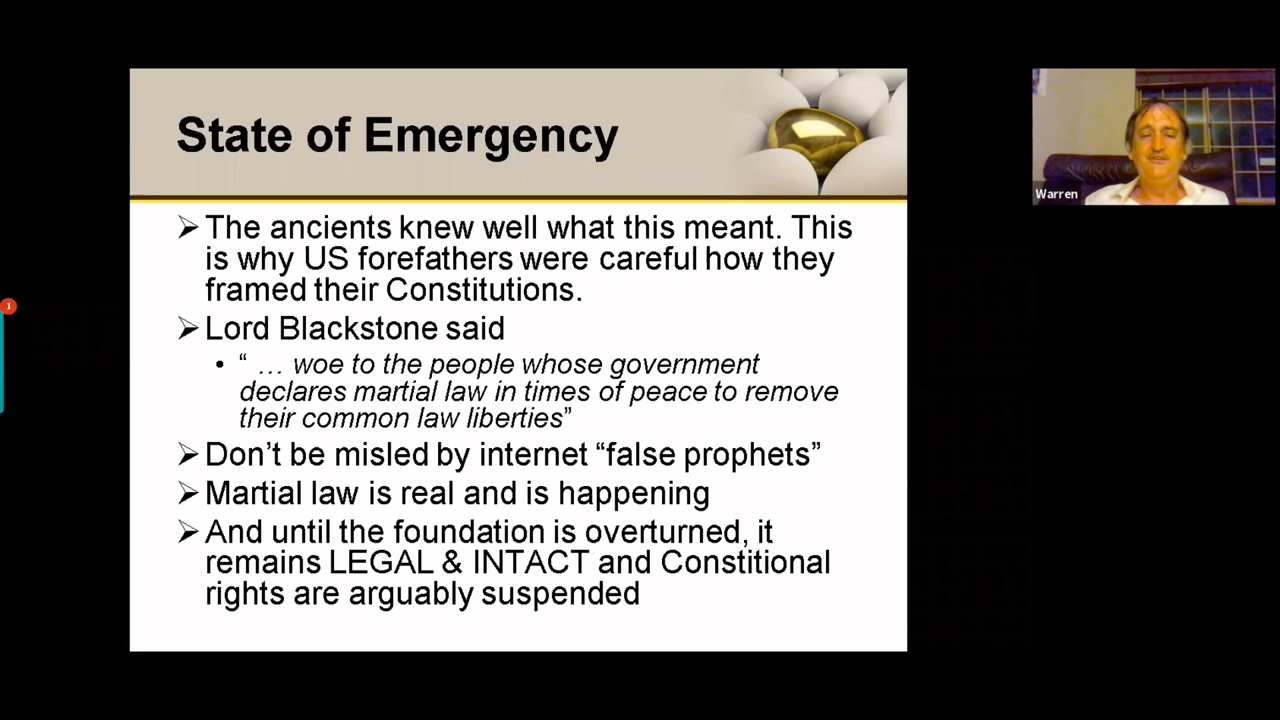 State of Emergency
➢ The ancients knew well what this meant. This
is why US forefathers were careful how they
framed their Constitutions.
➢ Lord Blackstone said
• “ … woe to the people whose government
declares martial law in times of peace to remove
their common law liberties”
➢ Don’t be misled by internet “false prophets”
➢ Martial law is real and is happening
➢ And until the foundation is overturned, it
remains LEGAL & INTACT and Constitional
rights are arguably suspended
Warren
1